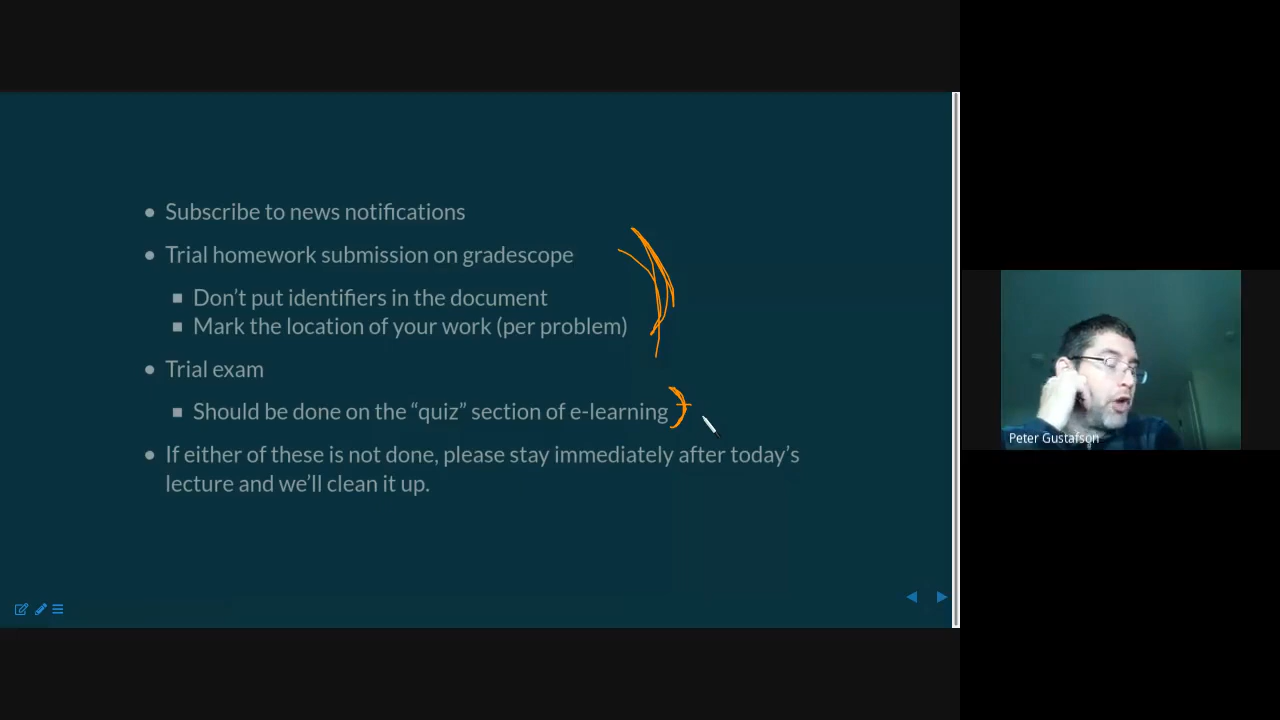 Subscribe to news notifications
Trial homework submission on gradescope
Don’t put identifiers in the document
Mark the location of your work (per problem)
Trial exam
Should be done on the “quiz” section of e-learning
If either of these is not done, please stay immediately after today’s
lecture and we’ll clean it up.
Peter Gustafson